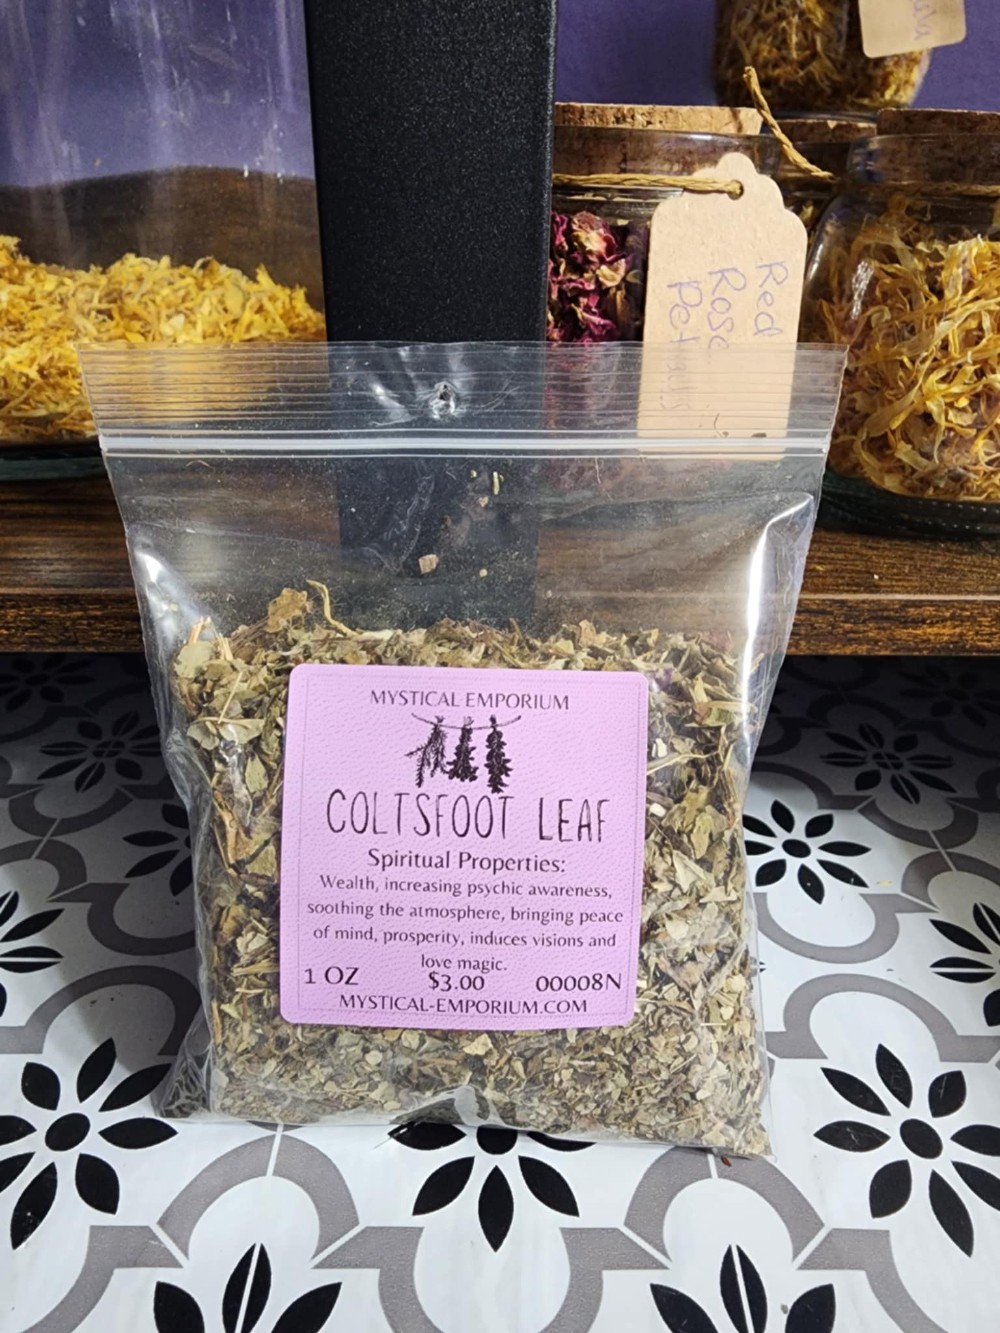 Red
Rose
MYSTICAL EMPORIUM
COLTSFOOT LEAF
Spiritual Properties:
Wealth, increasing psychic awareness,
soothing the atmosphere, bringing peace
of mind, prosperity, induces visions and
love magic.
1 OZ $3.00 00008N
MYSTICAL-EMPORIUM.COM